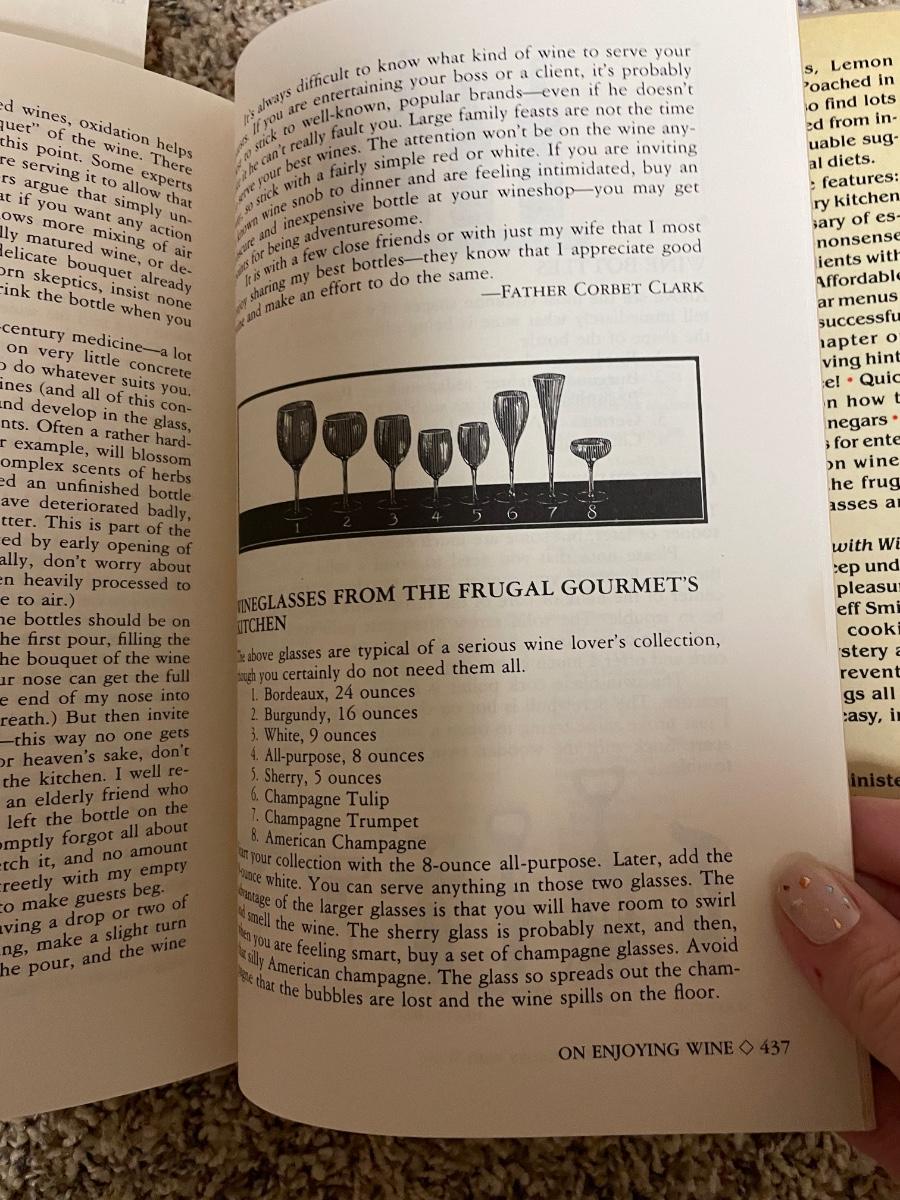 ed wines, oxidation helps
quet" of the wine. There
this point. Some experts
re serving it to allow that
rs argue that simply un-
at if you want any action
ows more mixing of air
lly matured wine, or de-
delicate bouquet already
orn skeptics, insist none
rink the bottle when you
-century medicine—a lot
on very little concrete
o do whatever suits you.
ines (and all of this con-
and develop in the glass,
nts. Often a rather hard-
r example, will blossom
omplex scents of herbs
ed an unfinished bottle
ave deteriorated badly,
tter. This is part of the
ed by early opening of
ally, don't worry about
en heavily processed to
e to air.)
ne bottles should be on
he first pour, filling the
he bouquet of the wine
ur nose can get the full
e end of my nose into
reath.) But then invite
—this way no one gets
or heaven's sake, don't
the kitchen. I well re-
an elderly friend who
left the bottle on the
omptly forgot all about
etch it, and no amount
creetly with my empty
to make guests beg.
aving a drop or two of
ng, make a slight turn
he pour, and the wine
It's always difficult to know what kind of wine to serve your
If you are entertaining your boss or a client, it's probably
to stick to well-known, popular brands—even if he doesn't
it he can't really fault you. Large family feasts are not the time
serve your best wines. The attention won't be on the wine any-
so stick with a fairly simple red or white. If you are inviting
known wine snob to dinner and are feeling intimidated, buy an
and inexpensive bottle at your wineshop—you may get
for being adventuresome.
It is with a few close friends or with just my wife that I most
sharing my best bottles—they know that I appreciate good
and make an effort to do the same.
—FATHER CORBET CLARK
1 2 3 4 5 6 7 8
WINEGLASSES FROM THE FRUGAL GOURMET'S
KITCHEN
The above glasses are typical of a serious wine lover's collection,
though you certainly do not need them all.
1. Bordeaux, 24 ounces
2. Burgundy, 16 ounces
3. White, 9 ounces
4. All-purpose, 8 ounces
5. Sherry, 5 ounces
6. Champagne Tulip
7. Champagne Trumpet
8. American Champagne
your collection with the 8-ounce all-purpose. Later, add the
ounce white. You can serve anything in those two glasses. The
advantage of the larger glasses is that you will have room to swirl
and smell the wine. The sherry glass is probably next, and then,
when you are feeling smart, buy a set of champagne glasses. Avoid
that silly American champagne. The glass so spreads out the cham-
pagne that the bubbles are lost and the wine spills on the floor.
ON ENJOYING WINE ◇ 437
s, Lemon
Poached in
o find lots
ed from in-
uable sug-
al diets.
features:
ry kitchen
sary of es-
nonsense
ients with
Affordable
ar menus
successfu
hapter o
ving hint
e! • Quic
n how t
negars •
for ente
on wine
he frug
asses a
with Wi
ep und
pleasu
eff Smi
cooki
stery a
revent
gs all
easy, i
iniste